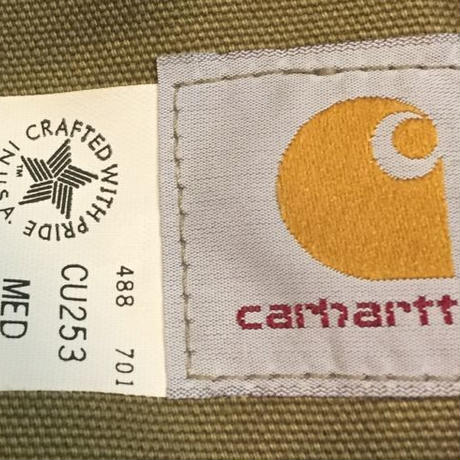 CRAFTED WITH PRIDE IN U.S.A.
TM
488 701
CU253
MED
carhartt